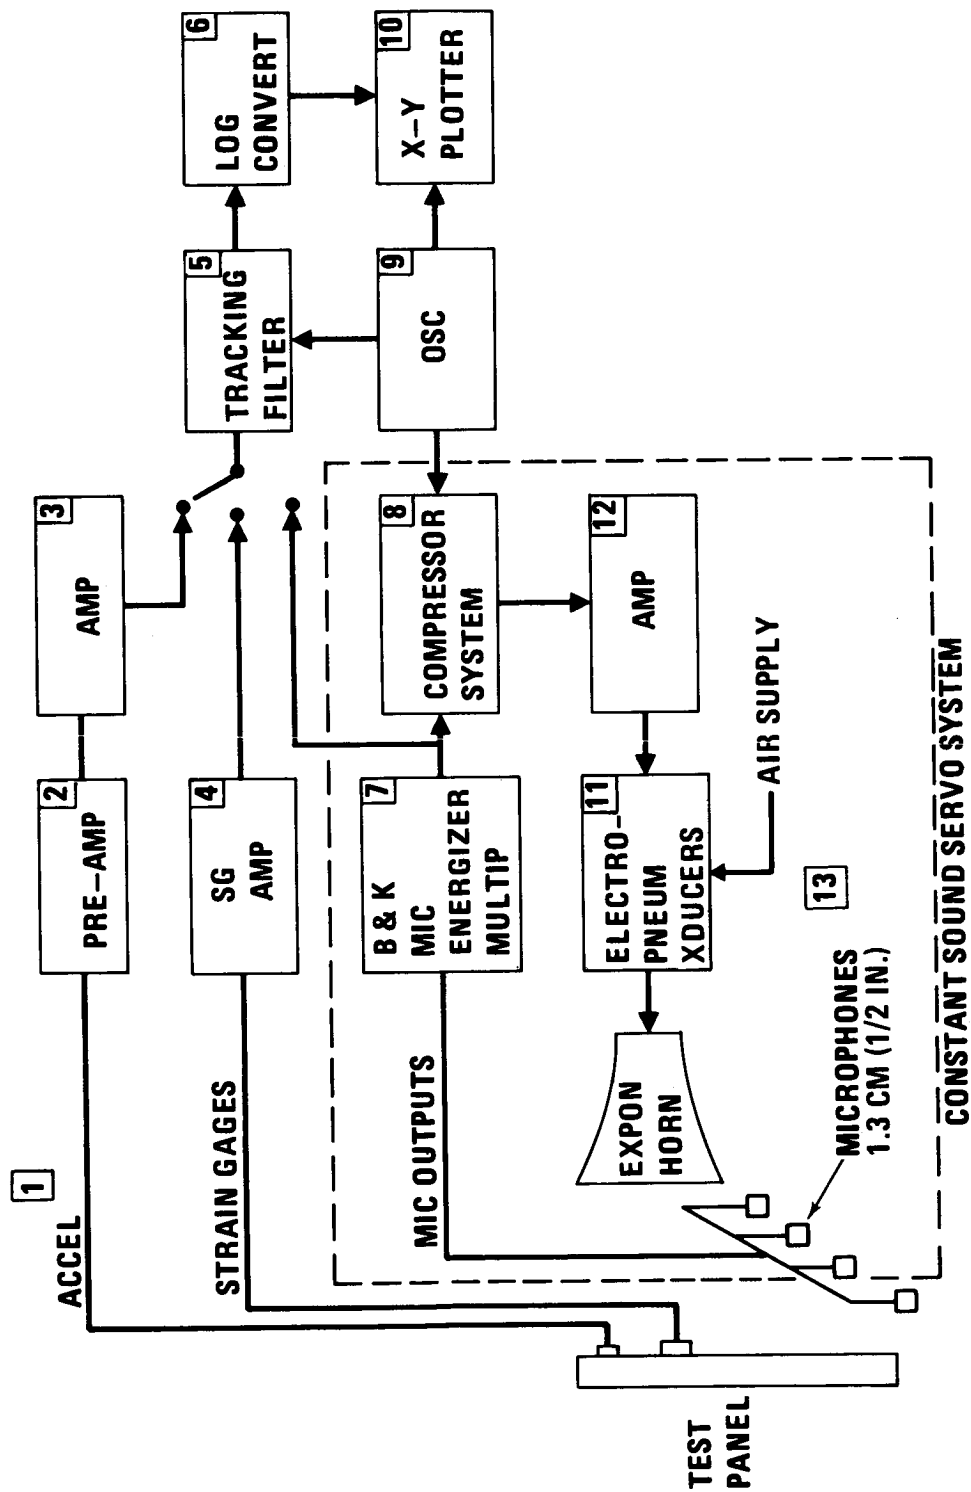 1
ACCEL
2
PRE-AMP
3
AMP
STRAIN GAGES
4
SG
AMP
5
TRACKING
FILTER
6
LOG
CONVERT
MIC OUTPUTS
7
B & K
MIC
ENERGIZER
MULTIP
8
COMPRESSOR
SYSTEM
9
OSC
10
X-Y
PLOTTER
EXPON
HORN
11
ELECTRO-
PNEUM
XDUCERS
12
AMP
AIR SUPPLY
TEST
PANEL
MICROPHONES
1.3 CM (1/2 IN.)
13
CONSTANT SOUND SERVO SYSTEM